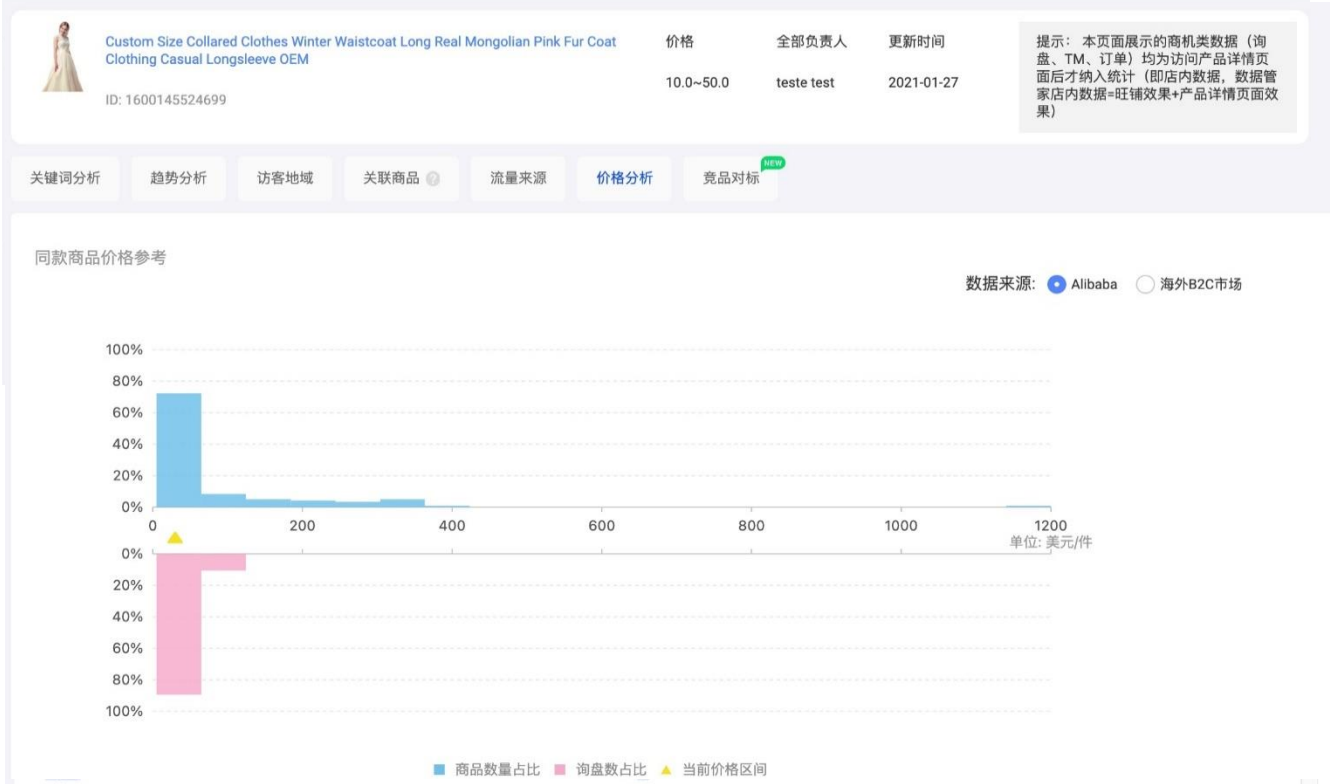 Custom Size Collared Clothes Winter Waistcoat Long Real Mongolian Pink Fur Coat
Clothing Casual Longsleeve OEM
ID: 1600145524699
价格
10.0~50.0
全部负责人
teste test
更新时间
2021-01-27
提示： 本页面展示的商机类数据（询
盘、TM、订单）均为访问产品详情页
面后才纳入统计（即店内数据，数据管
家店内数据=旺铺效果+产品详情页面效
果）
关键词分析
趋势分析
访客地域
关联商品 ?
流量来源
价格分析
竞品对标
NEW
同款商品价格参考
数据来源: Alibaba 海外B2C市场
100%
80%
60%
40%
20%
0%
0 200 400 600 800 1000 1200
单位: 美元/件
0%
20%
40%
60%
80%
100%
商品数量占比 询盘数占比 当前价格区间